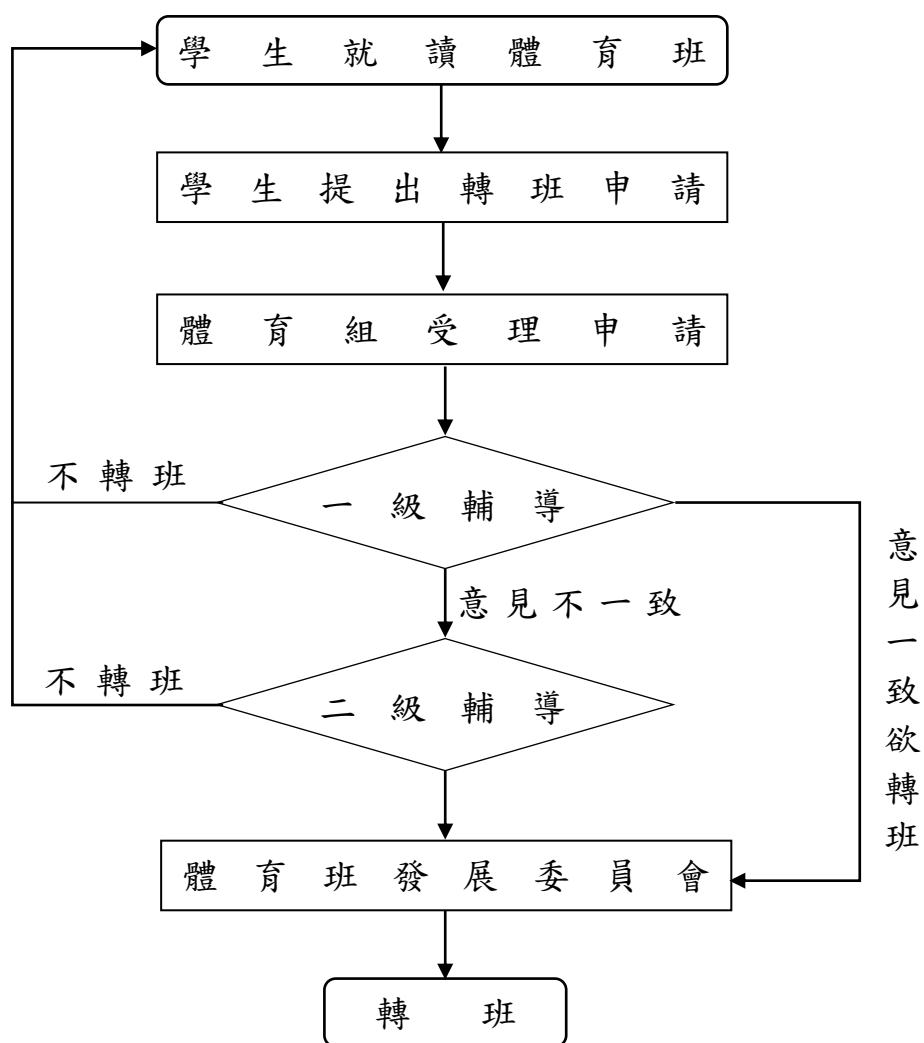 學生就讀體育班
學生提出轉班申請
體育組受理申請
不轉班
一級輔導
意見一致欲轉班
意見不一致
不轉班
二級輔導
體育班發展委員會
轉班